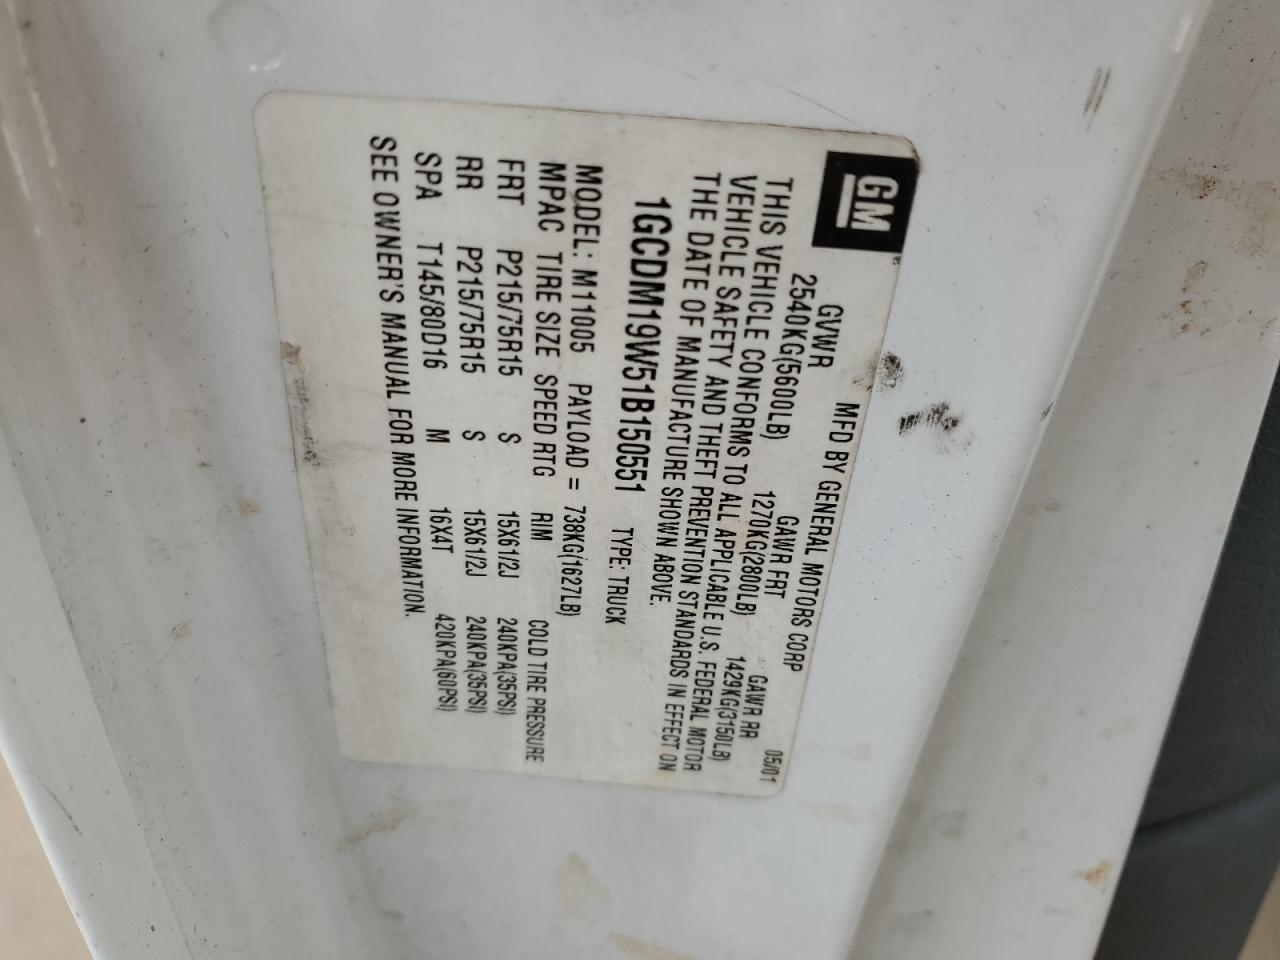 GM
MFD BY GENERAL MOTORS CORP 05/01
GVWR GAWR FRT GAWR RR
2540KG(5600LB) 1270KG(2800LB) 1429KG(3150LB)
THIS VEHICLE CONFORMS TO ALL APPLICABLE U.S. FEDERAL MOTOR
VEHICLE SAFETY AND THEFT PREVENTION STANDARDS IN EFFECT ON
THE DATE OF MANUFACTURE SHOWN ABOVE.
1GCDM19W51B150551 TYPE: TRUCK
MODEL: M11005 PAYLOAD = 738KG(1627LB)
MPAC TIRE SIZE SPEED RTG RIM COLD TIRE PRESSURE
FRT P215/75R15 S 15X61/2J 240KPA(35PSI)
RR P215/75R15 S 15X61/2J 240KPA(35PSI)
SPA T145/80D16 M 16X4T 420KPA(60PSI)
SEE OWNER'S MANUAL FOR MORE INFORMATION.